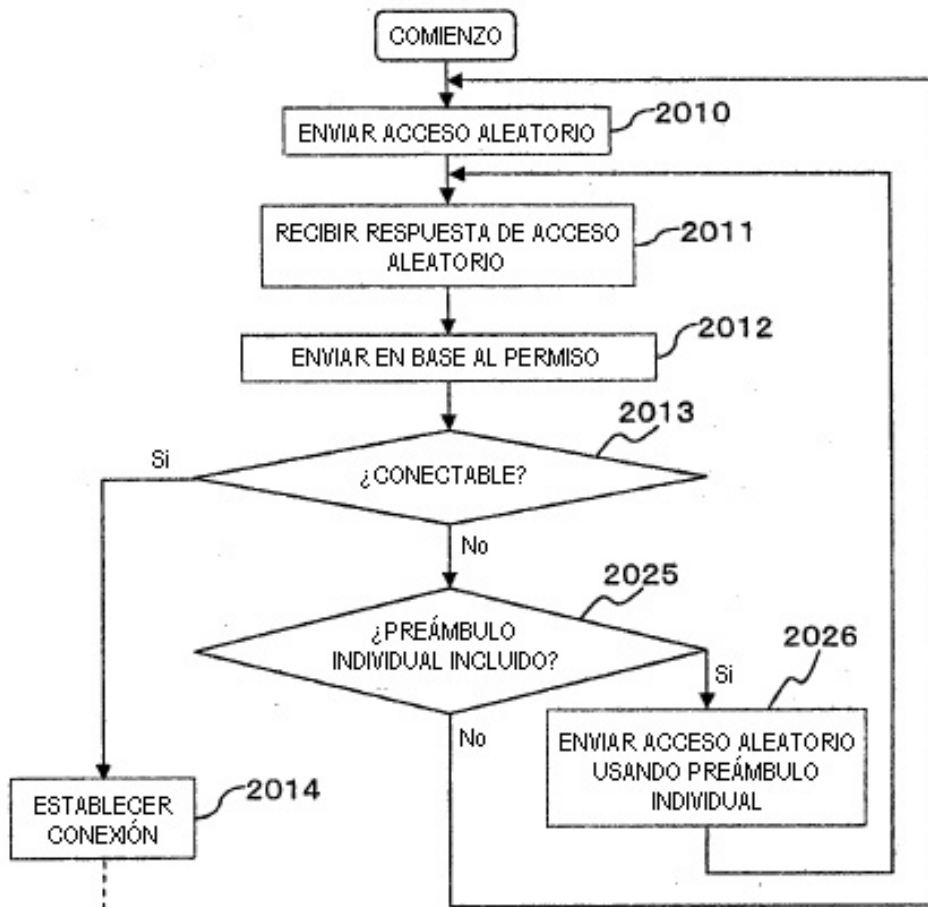 COMIENZO
ENVIAR ACCESO ALEATORIO
2010
RECIBIR RESPUESTA DE ACCESO
ALEATORIO
2011
ENVIAR EN BASE AL PERMISO
2012
2013
¿CONECTABLE?
Si
No
2025
¿PREÁMBULO
INDIVIDUAL INCLUIDO?
Si
No
2026
ENVIAR ACCESO ALEATORIO
USANDO PREÁMBULO
INDIVIDUAL
ESTABLECER
CONEXIÓN
2014